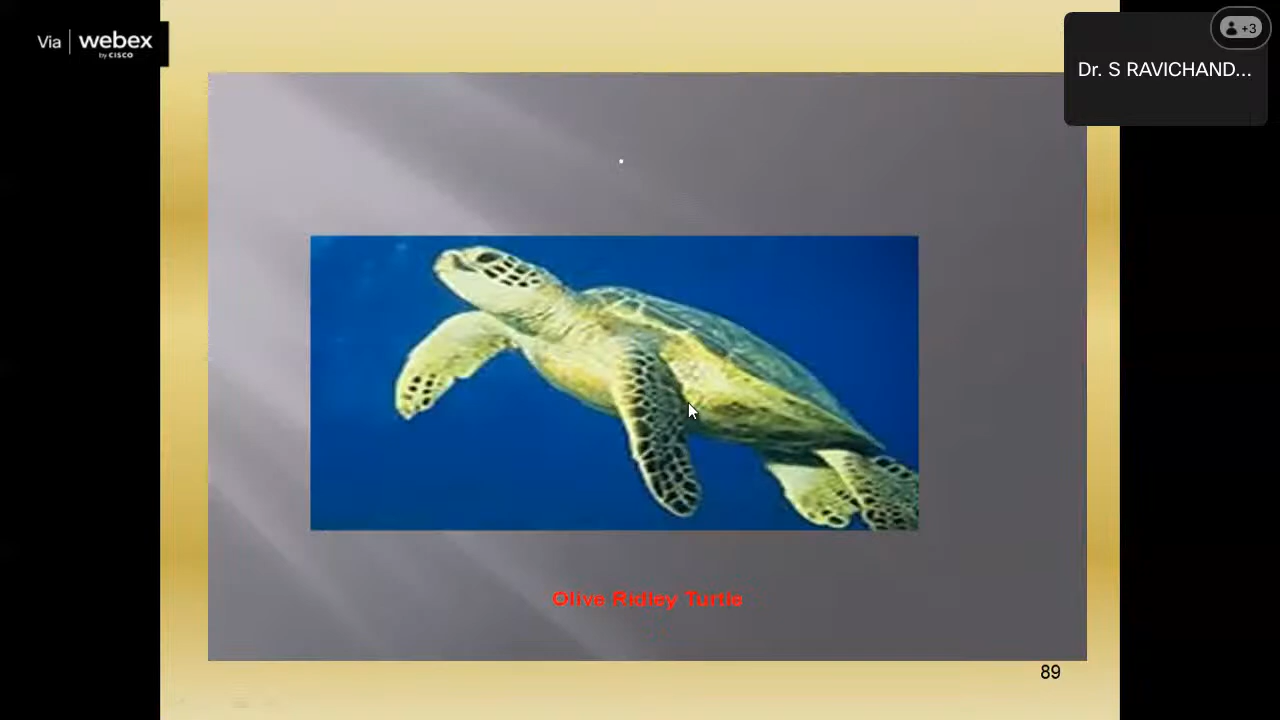 Via webex
by CISCO
+3
Dr. S RAVICHAND...
Olive Ridley Turtle
89